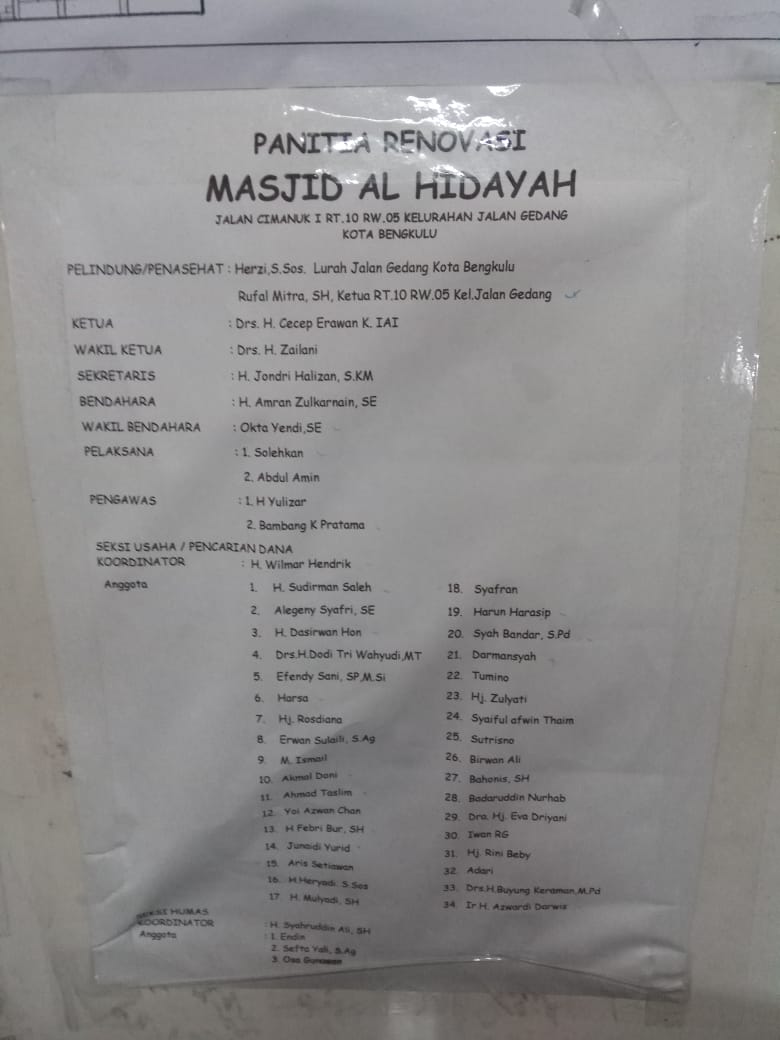 PANITIA RENOVASI
MASJID AL HIDAYAH
JALAN CIMANUK I RT.10 RW.05 KELURAHAN JALAN GEDANG
KOTA BENGKULU
PELINDUNG/PENASEHAT : Herzi,S.Sos. Lurah Jalan Gedang Kota Bengkulu
Rufal Mitra, SH, Ketua RT.10 RW.05 Kel.Jalan Gedang
KETUA : Drs. H. Cecep Erawan K. IAI
WAKIL KETUA : Drs. H. Zailani
SEKRETARIS : H. Jondri Halizan, S.KM
BENDAHARA : H. Amran Zulkarnain, SE
WAKIL BENDAHARA : Okta Yendi,SE
PELAKSANA : 1. Solehkan
2. Abdul Amin
PENGAWAS : 1. H Yulizar
2. Bambang K Pratama
SEKSI USAHA / PENCARIAN DANA
KOORDINATOR : H. Wilmar Hendrik
Anggota
1. H. Sudirman Saleh
2. Alegeny Syafri, SE
3. H. Dasirwan Hon
4. Drs.H.Dodi Tri Wahyudi,MT
5. Efendy Sani, SP,M.Si
6. Harsa
7. Hj. Rosdiana
8. Erwan Sulaili, S.Ag
9. M. Ismail
10. Akmal Dani
11. Ahmad Taslim
12. Yoi Azwan Chan
13. H Febri Bur, SH
14. Junaidi Yurid
15. Aris Setiawan
16. H.Heryadi. S.Sos
17. H. Mulyadi, SH
18. Syafran
19. Harun Harasip
20. Syah Bandar, S.Pd
21. Darmansyah
22. Tumino
23. Hj. Zulyati
24. Syaiful afwin Thaim
25. Sutrisno
26. Birwan Ali
27. Bahanis, SH
28. Badaruddin Nurhab
29. Dra. Hj. Eva Driyani
30. Iwan RG
31. Hj. Rini Beby
32. Adari
33. Drs.H.Buyung Keraman,M.Pd
34. Ir H. Azwardi Darwis
SEKSI HUMAS
KOORDINATOR : H. Syahruddin Ali, SH
Anggota : 1. Endin
2. Sefta Yali, S.Ag
3. Osa Gunawan